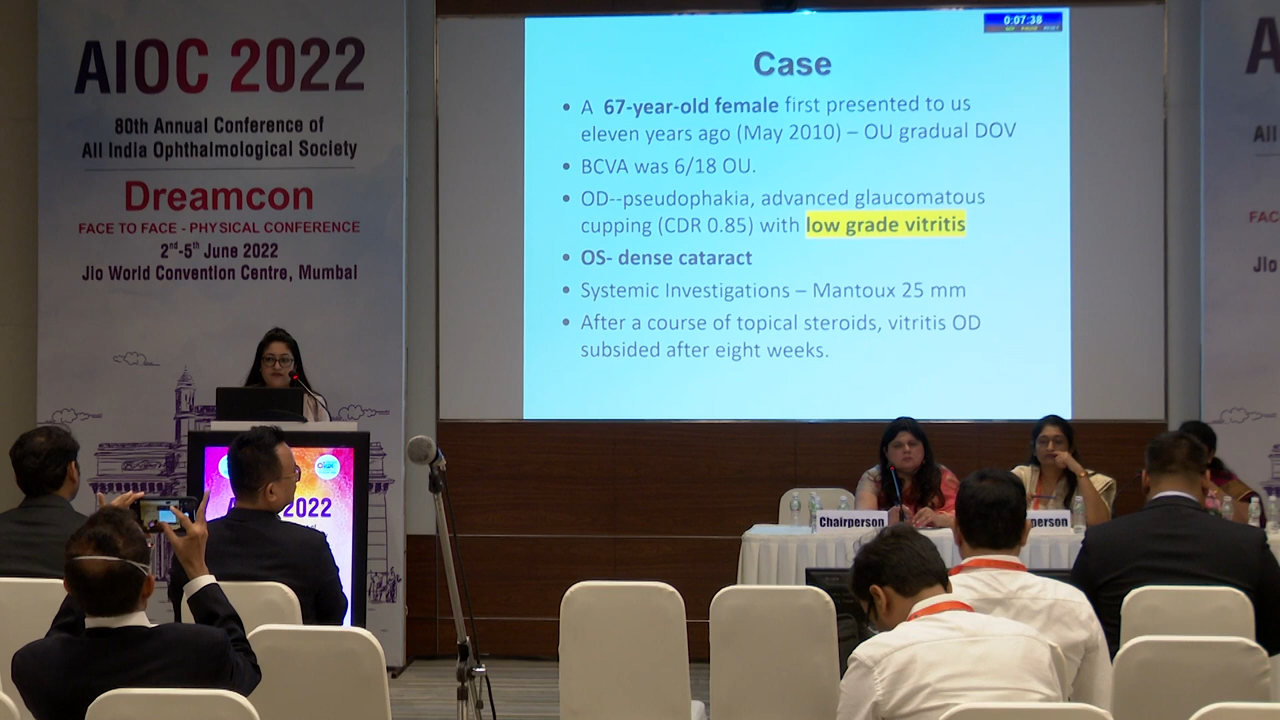 AIOC 2022
80th Annual Conference of
All India Ophthalmological Society
Dreamcon
FACE TO FACE - PHYSICAL CONFERENCE
2nd-5th June 2022
Jio World Convention Centre, Mumbai
0:07.38
Case
• A 67-year-old female first presented to us
eleven years ago (May 2010) – OU gradual DOV
• BCVA was 6/18 OU.
• OD--pseudophakia, advanced glaucomatous
cupping (CDR 0.85) with low grade vitritis
• OS- dense cataract
• Systemic Investigations – Mantoux 25 mm
• After a course of topical steroids, vitritis OD
subsided after eight weeks.
2022
Chairperson
person
A
All
FAC
Jio